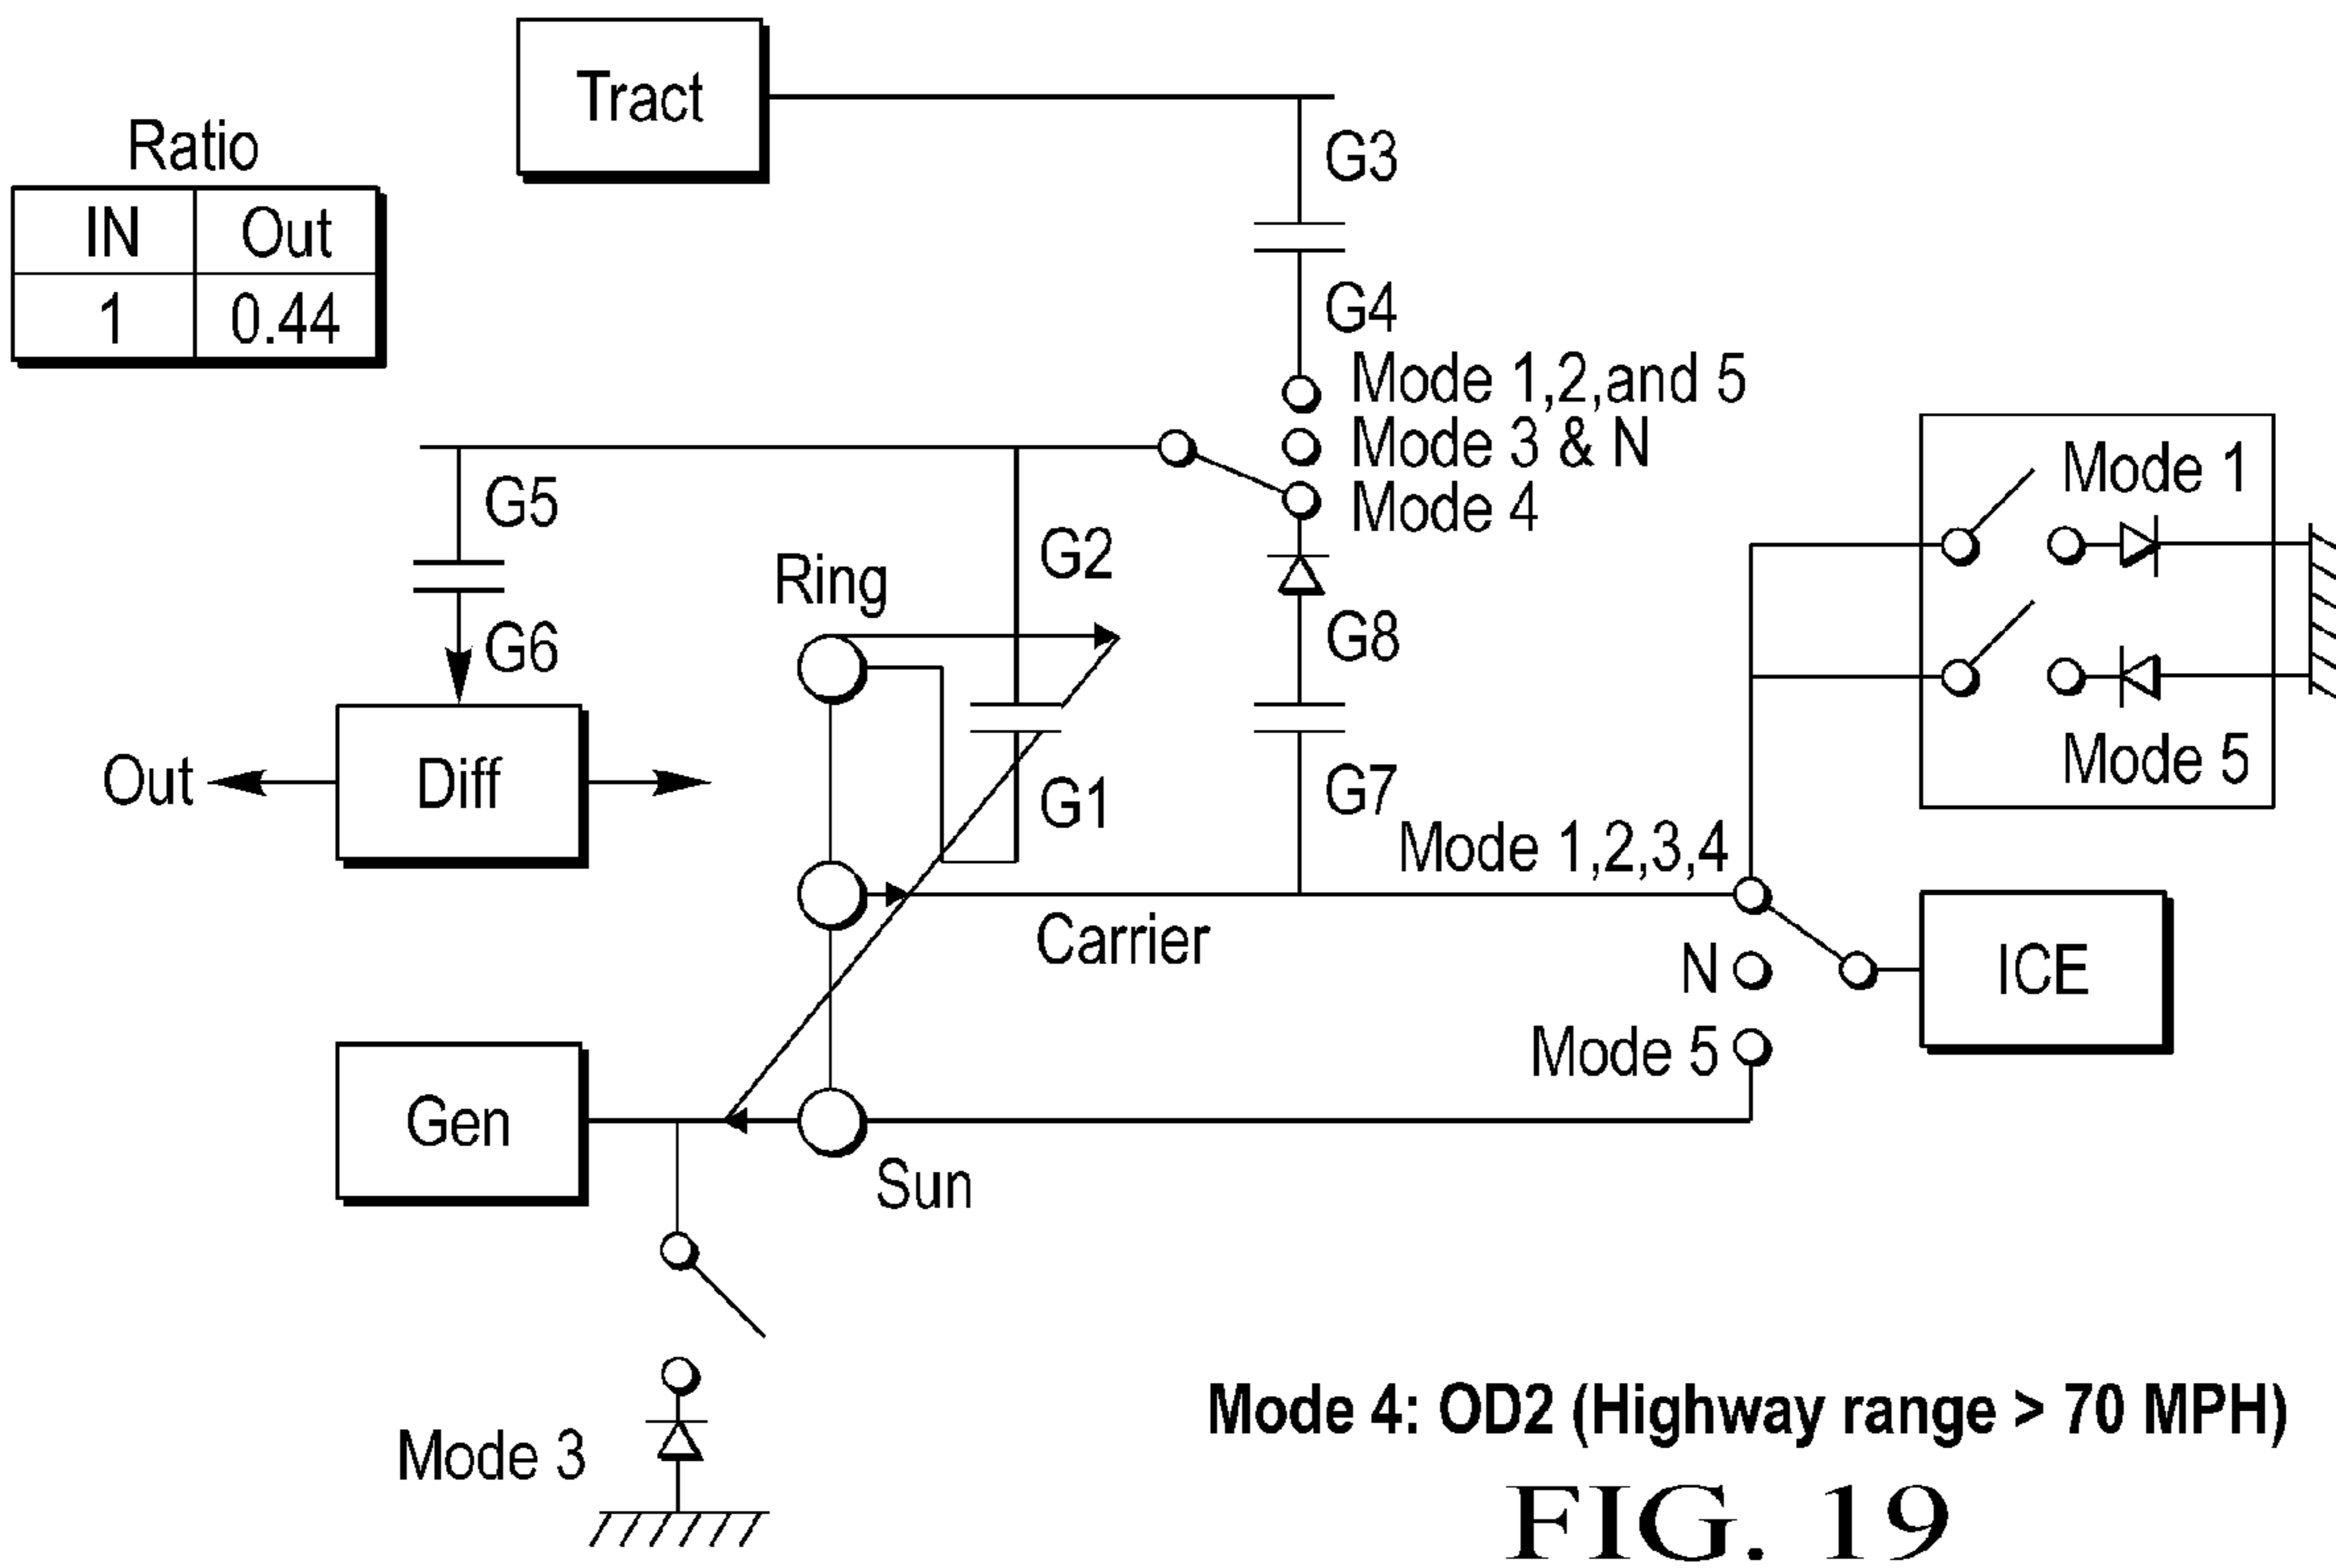 Tract
Ratio
IN Out
1 0.44
G3
G4
Mode 1,2,and 5
Mode 3 & N
Mode 4
Mode 1
G5
G2
Ring
G6
G8
Mode 5
Out
Diff
G1
G7
Mode 1,2,3,4
Carrier
N
ICE
Mode 5
Gen
Sun
Mode 3
Mode 4: OD2 (Highway range > 70 MPH)
FIG. 19